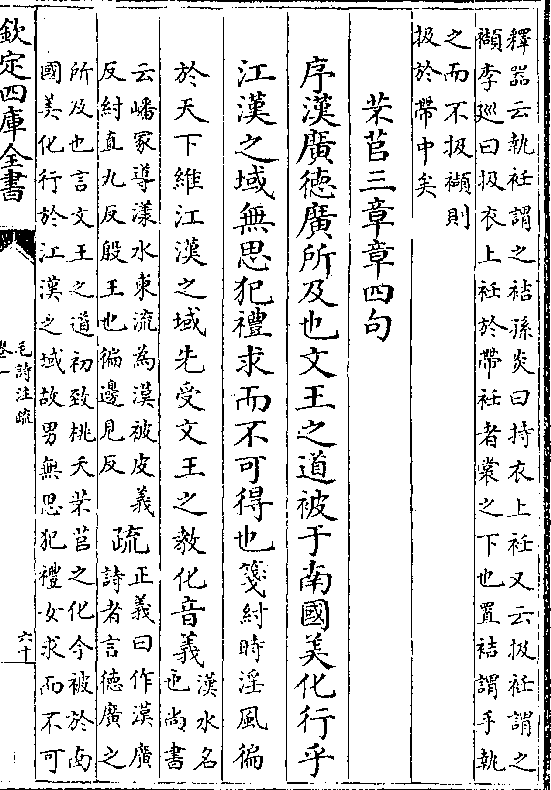 釋器云執衽謂之袺孫炎曰持衣上衽又云扱衽謂之
襭李廵曰扱衣上衽於帶衽者裳之下也置袺謂手執
之而不扱襭則
扱於帶中矣
芣苢三章章四句
序漢廣德廣所及也文王之道被于南國美化行乎
江漢之域無思犯禮求而不可得也箋紂時淫風徧
於天下維江漢之域先受文王之教化音義
漢水名
也尚書
云嶓冢導漾水東流為漢被皮義
反紂直九反殷王也徧邊見反
疏
正義曰作漢廣
詩者言德廣之
所及也言文王之道初致桃夭芣苢之化今被於南
國美化行於江漢之域故男無思犯禮女求而不可
欽定四庫全書
毛詩注疏
卷一
六十